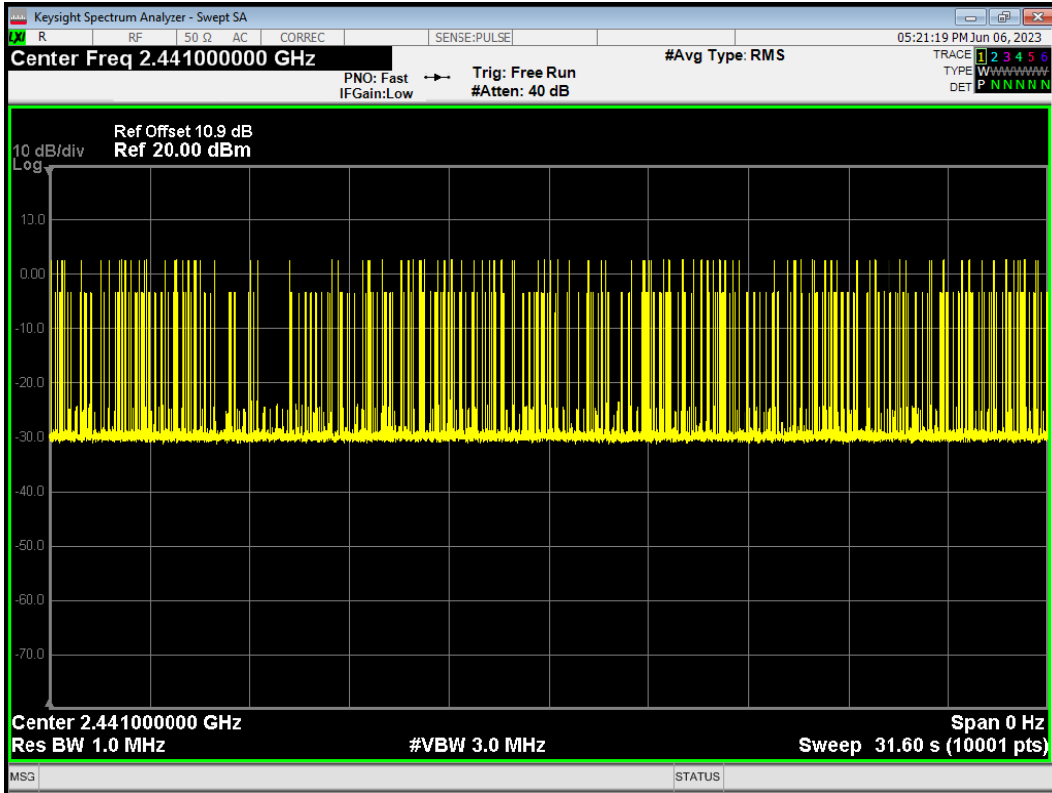 Keysight Spectrum Analyzer - Swept SA
LXI R RF 50 Ω AC CORREC SENSE:PULSE 05:21:19 PM Jun 06, 2023
Center Freq 2.441000000 GHz #Avg Type: RMS TRACE 1 2 3 4 5 6
PNO: Fast Trig: Free Run TYPE W
IFGain:Low #Atten: 40 dB DET P N N N N N
Ref Offset 10.9 dB
10 dB/div Ref 20.00 dBm
Log
10.0
0.00
-10.0
-20.0
-30.0
-40.0
-50.0
-60.0
-70.0
Center 2.441000000 GHz Span 0 Hz
Res BW 1.0 MHz #VBW 3.0 MHz Sweep 31.60 s (10001 pts)
MSG STATUS